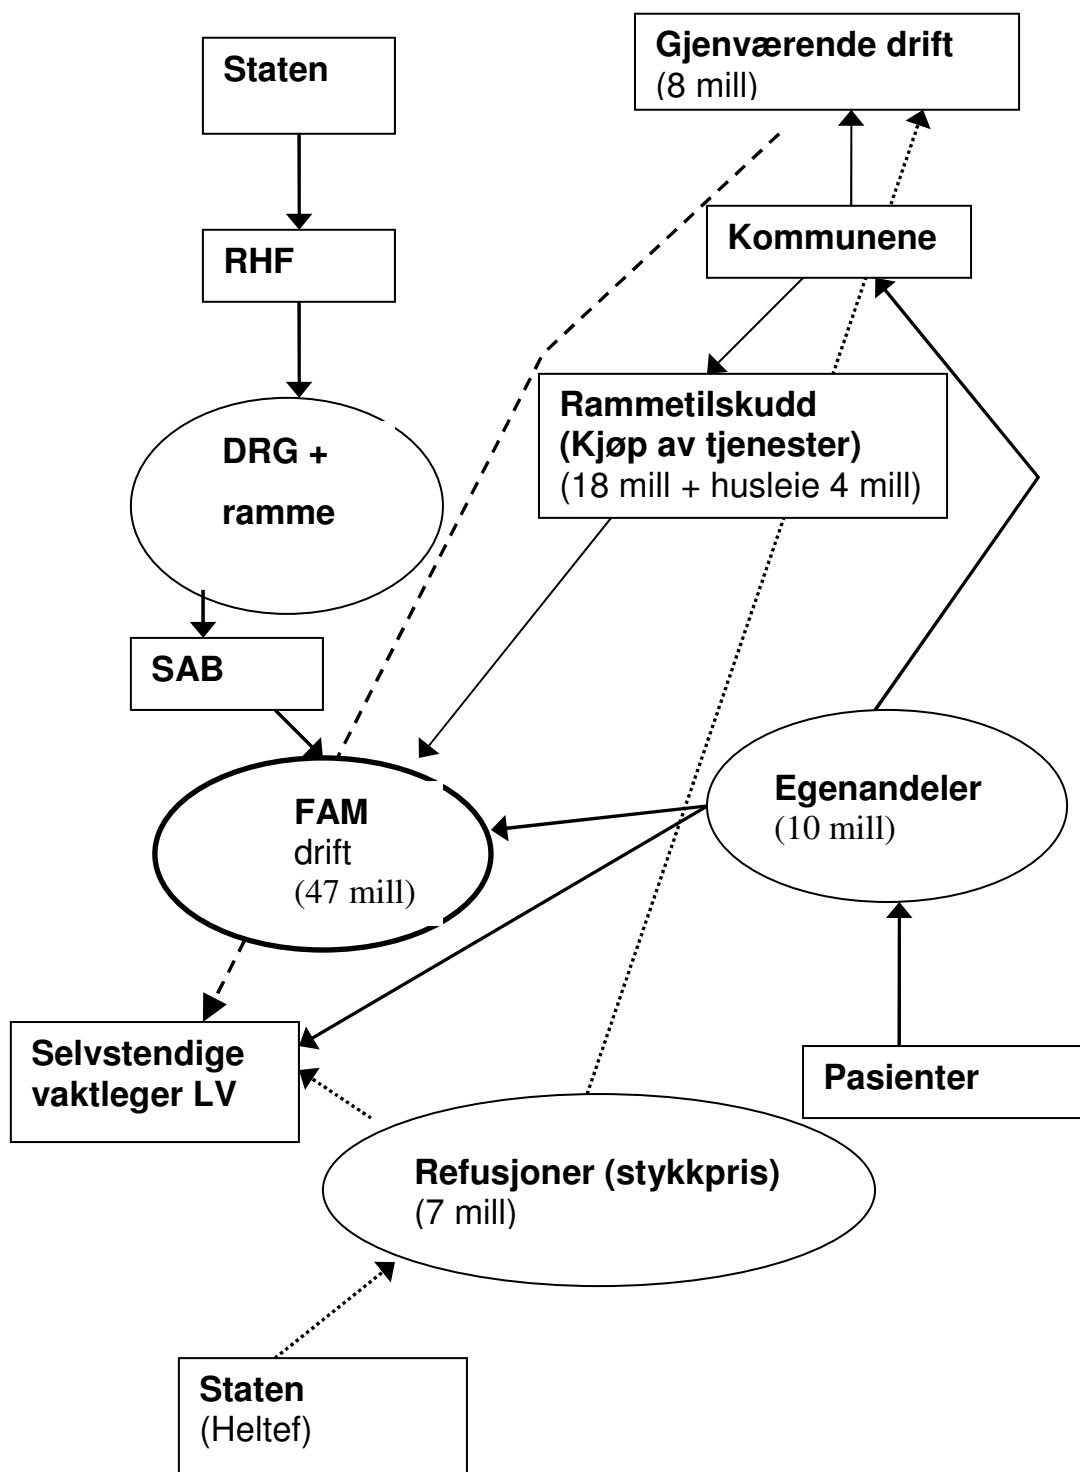 Staten
Gjenværende drift
(8 mill)
RHF
Kommunene
DRG +
ramme
Rammetilskudd
(Kjøp av tjenester)
(18 mill + husleie 4 mill)
SAB
FAM
drift
(47 mill)
Egenandeler
(10 mill)
Selvstendige
vaktleger LV
Pasienter
Refusjoner (stykkpris)
(7 mill)
Staten
(Heltef)